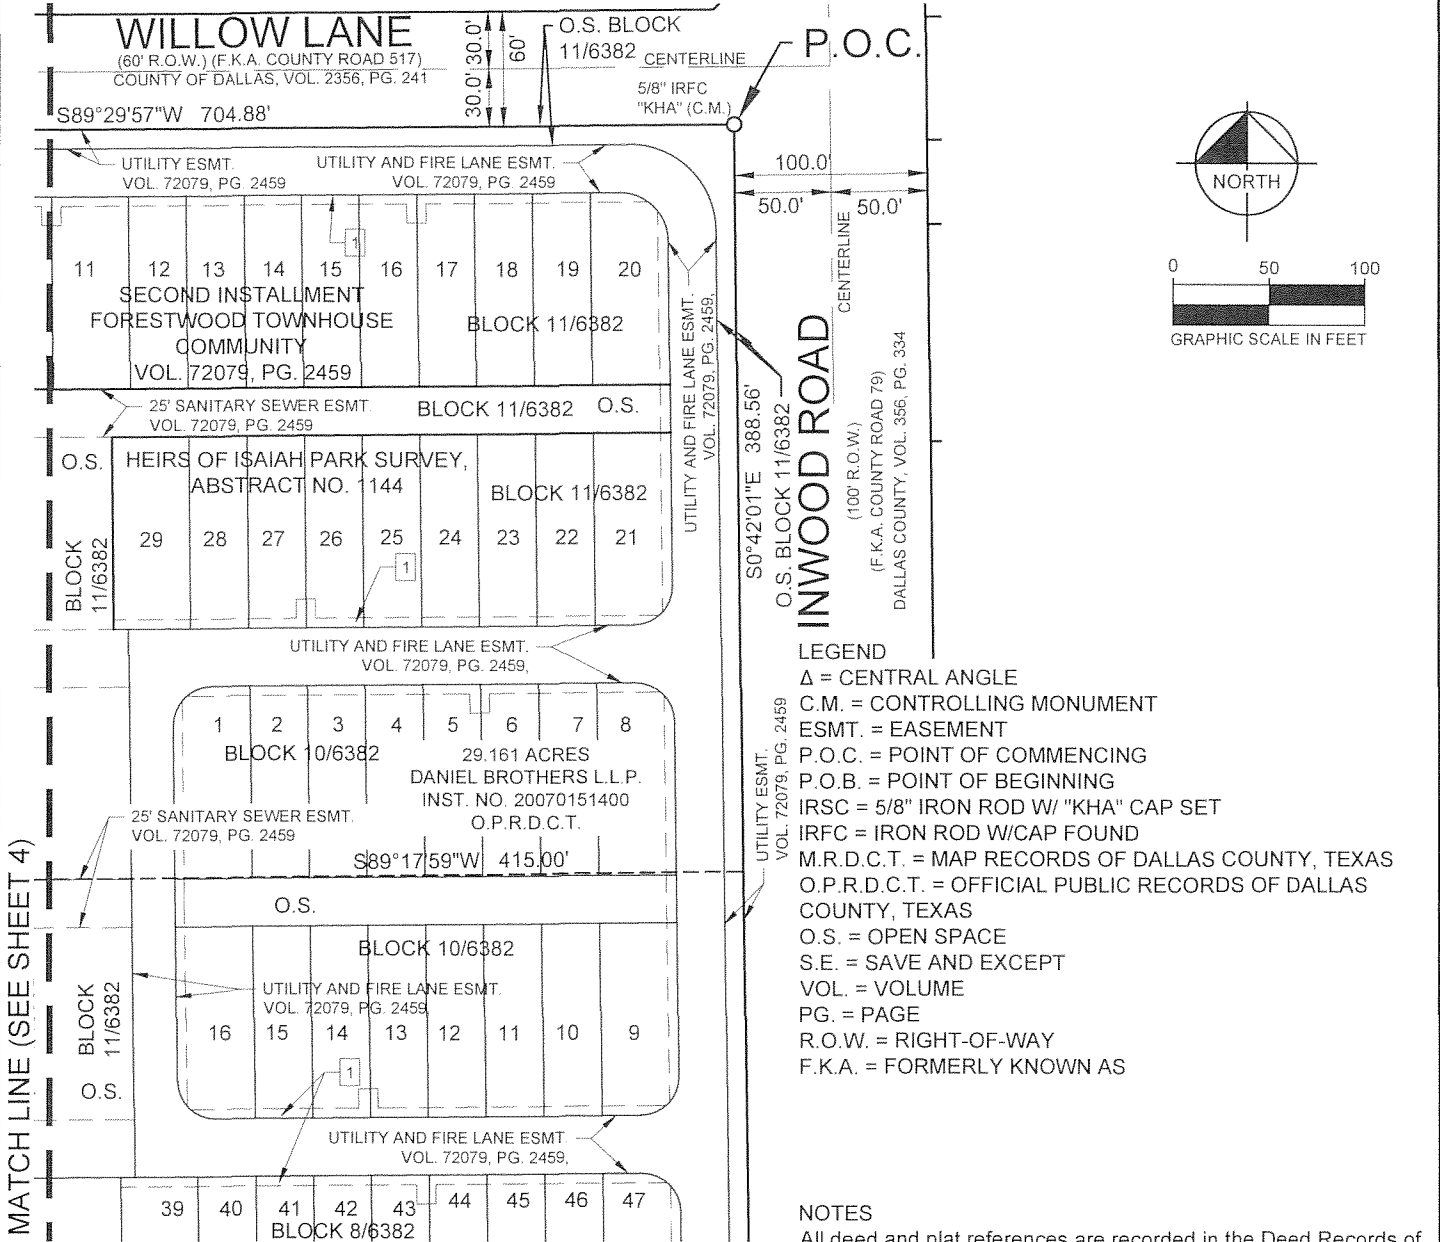 WILLOW LANE
(60' R.O.W.) (F.K.A. COUNTY ROAD 517)
COUNTY OF DALLAS, VOL. 2356, PG. 241
S89°29'57"W 704.88'
30.0' 30.0'
60'
O.S. BLOCK
11/6382
CENTERLINE
P.O.C.
5/8" IRFC
"KHA" (C.M.)
UTILITY ESMT.
VOL. 72079, PG. 2459
UTILITY AND FIRE LANE ESMT.
VOL. 72079, PG. 2459
100.0'
50.0' 50.0'
NORTH
0 50 100
GRAPHIC SCALE IN FEET
1
11 12 13 14 15 16 17 18 19 20
SECOND INSTALLMENT
FORESTWOOD TOWNHOUSE
COMMUNITY
VOL. 72079, PG. 2459
BLOCK 11/6382
UTILITY AND FIRE LANE ESMT.
VOL. 72079, PG. 2459,
CENTERLINE
INWOOD ROAD
(100' R.O.W.)
(F.K.A. COUNTY ROAD 79)
DALLAS COUNTY, VOL. 356, PG. 334
S0°42'01"E 388.56'
O.S. BLOCK 11/6382
25' SANITARY SEWER ESMT.
VOL. 72079, PG. 2459
BLOCK 11/6382 O.S.
O.S.
HEIRS OF ISAIAH PARK SURVEY,
ABSTRACT NO. 1144
BLOCK 11/6382
29 28 27 26 25 24 23 22 21
1
BLOCK
11/6382
UTILITY AND FIRE LANE ESMT.
VOL. 72079, PG. 2459,
1 2 3 4 5 6 7 8
BLOCK 10/6382
29.161 ACRES
DANIEL BROTHERS L.L.P.
INST. NO. 20070151400
O.P.R.D.C.T.
25' SANITARY SEWER ESMT.
VOL. 72079, PG. 2459
S89°17'59"W 415.00'
UTILITY ESMT.
VOL. 72079, PG. 2459
O.S.
BLOCK 10/6382
UTILITY AND FIRE LANE ESMT.
VOL. 72079, PG. 2459,
16 15 14 13 12 11 10 9
1
BLOCK
11/6382
O.S.
UTILITY AND FIRE LANE ESMT.
VOL. 72079, PG. 2459,
39 40 41 42 43 44 45 46 47
BLOCK 8/6382
MATCH LINE (SEE SHEET 4)
LEGEND
Δ = CENTRAL ANGLE
C.M. = CONTROLLING MONUMENT
ESMT. = EASEMENT
P.O.C. = POINT OF COMMENCING
P.O.B. = POINT OF BEGINNING
IRSC = 5/8" IRON ROD W/ "KHA" CAP SET
IRFC = IRON ROD W/CAP FOUND
M.R.D.C.T. = MAP RECORDS OF DALLAS COUNTY, TEXAS
O.P.R.D.C.T. = OFFICIAL PUBLIC RECORDS OF DALLAS
COUNTY, TEXAS
O.S. = OPEN SPACE
S.E. = SAVE AND EXCEPT
VOL. = VOLUME
PG. = PAGE
R.O.W. = RIGHT-OF-WAY
F.K.A. = FORMERLY KNOWN AS
NOTES
All deed and plat references are recorded in the Deed Records of